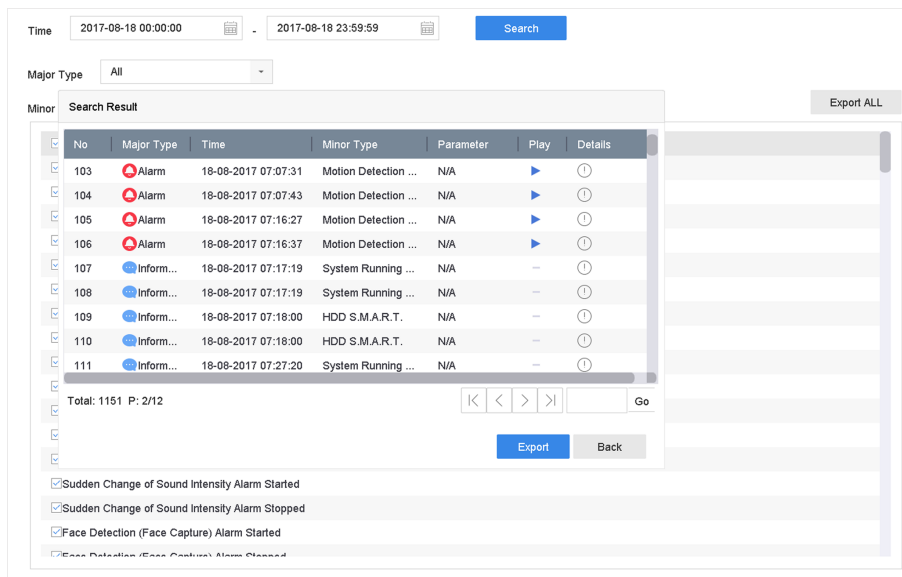 Time 2017-08-18 00:00:00 - 2017-08-18 23:59:59 Search
Major Type All
Minor Export ALL
Search Result
No Major Type Time Minor Type Parameter Play Details
103 Alarm 18-08-2017 07:07:31 Motion Detection ... N/A
104 Alarm 18-08-2017 07:07:43 Motion Detection ... N/A
105 Alarm 18-08-2017 07:16:27 Motion Detection ... N/A
106 Alarm 18-08-2017 07:16:37 Motion Detection ... N/A
107 Inform... 18-08-2017 07:17:19 System Running ... N/A —
108 Inform... 18-08-2017 07:17:19 System Running ... N/A —
109 Inform... 18-08-2017 07:18:00 HDD S.M.A.R.T. N/A —
110 Inform... 18-08-2017 07:18:00 HDD S.M.A.R.T. N/A —
111 Inform... 18-08-2017 07:27:20 System Running ... N/A —
Total: 1151 P: 2/12 Go
Export Back
Sudden Change of Sound Intensity Alarm Started
Sudden Change of Sound Intensity Alarm Stopped
Face Detection (Face Capture) Alarm Started
Face Detection (Face Capture) Alarm Stopped